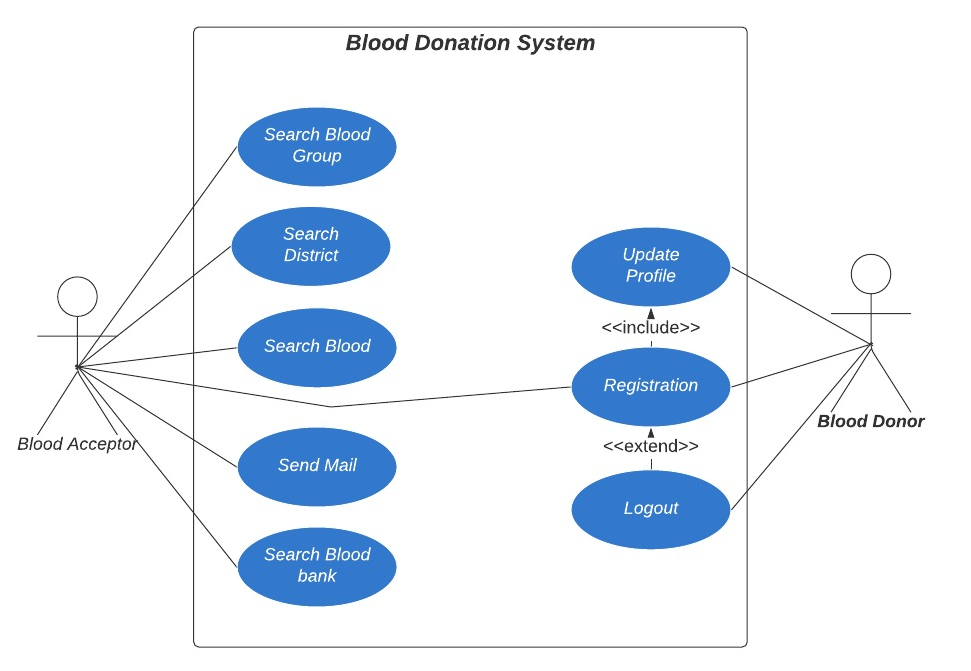 Blood Donation System
Search Blood
Group
Search
District
Search Blood
Send Mail
Search Blood
bank
Update
Profile
<<include>>
Registration
<<extend>>
Logout
Blood Acceptor
Blood Donor